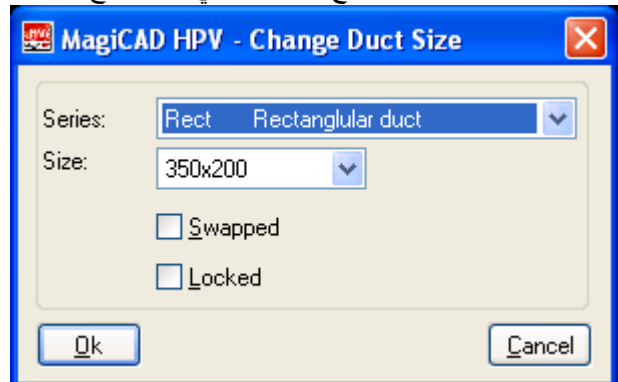 MagiCAD HPV - Change Duct Size
Series: Rect Rectanglular duct
Size: 350x200
Swapped
Locked
Ok Cancel